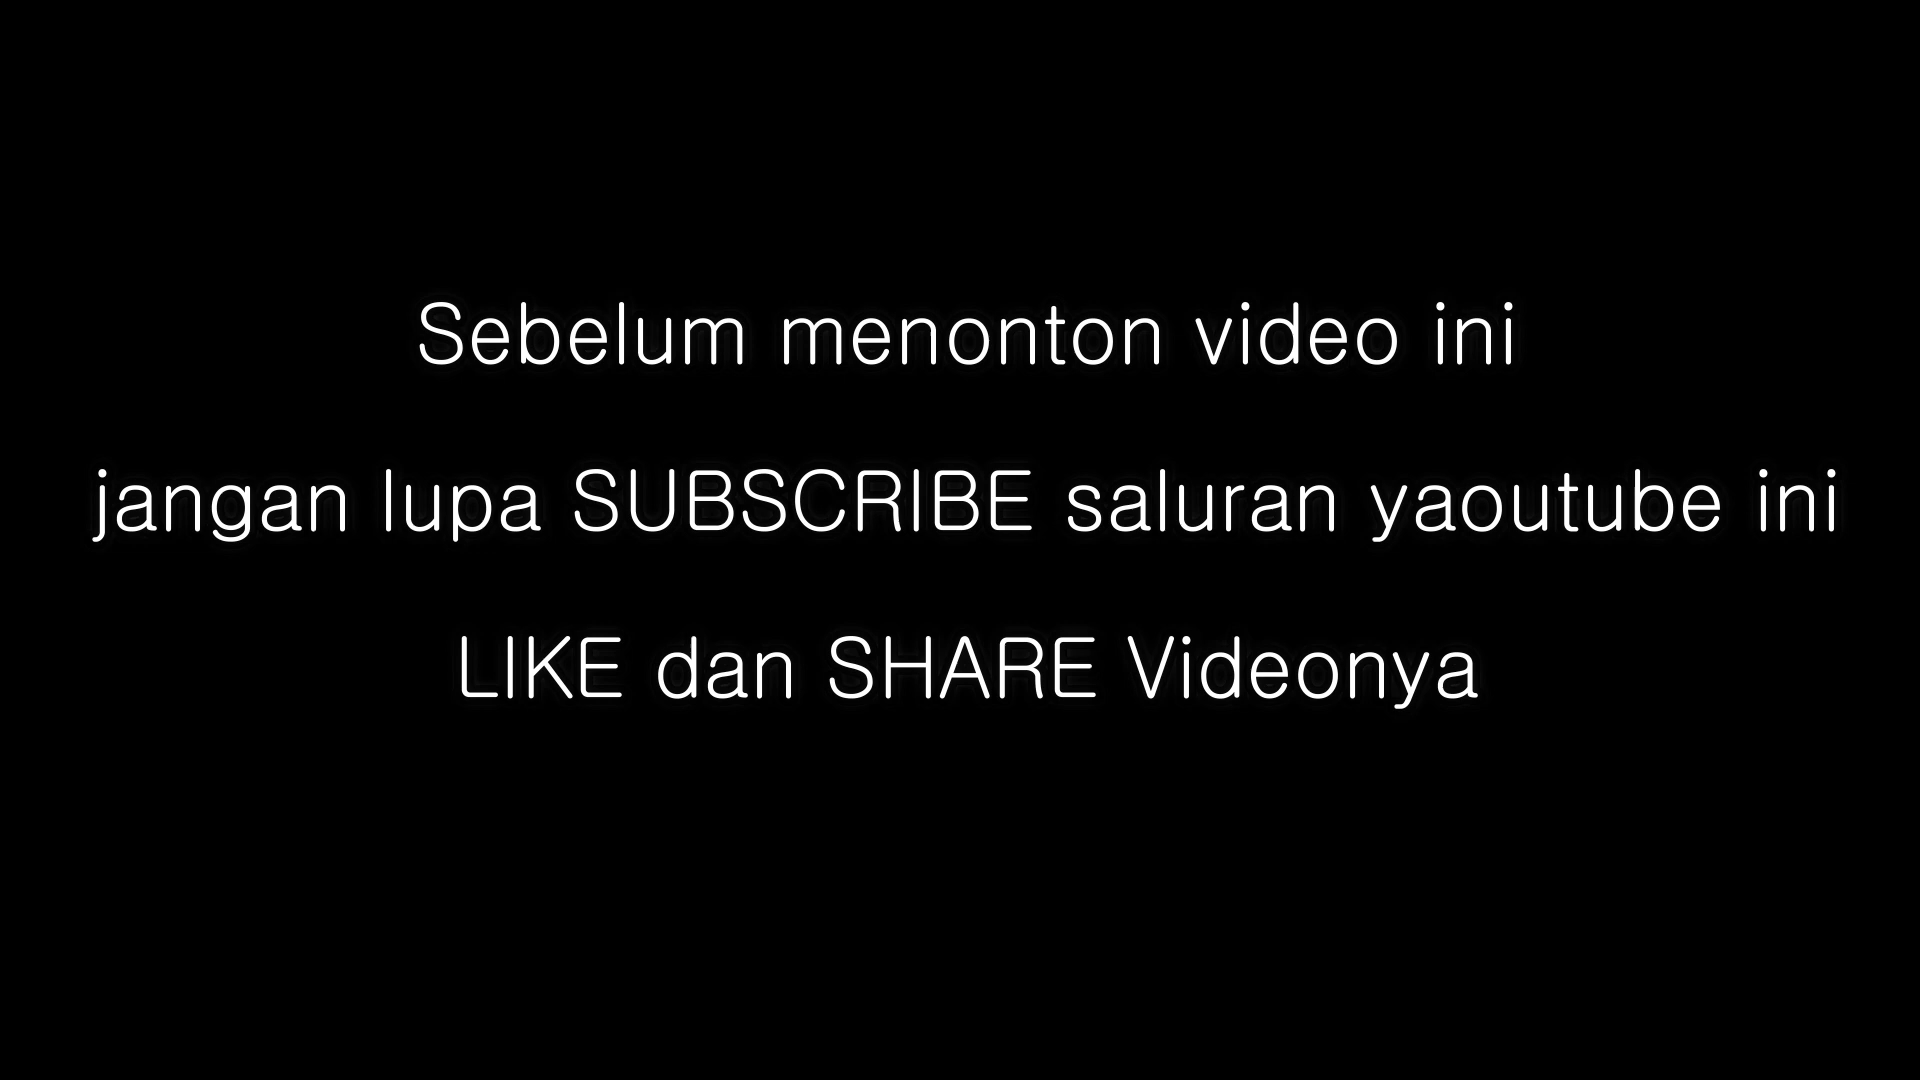 Sebelum menonton video ini
jangan lupa SUBSCRIBE saluran yaoutube ini
LIKE dan SHARE Videonya